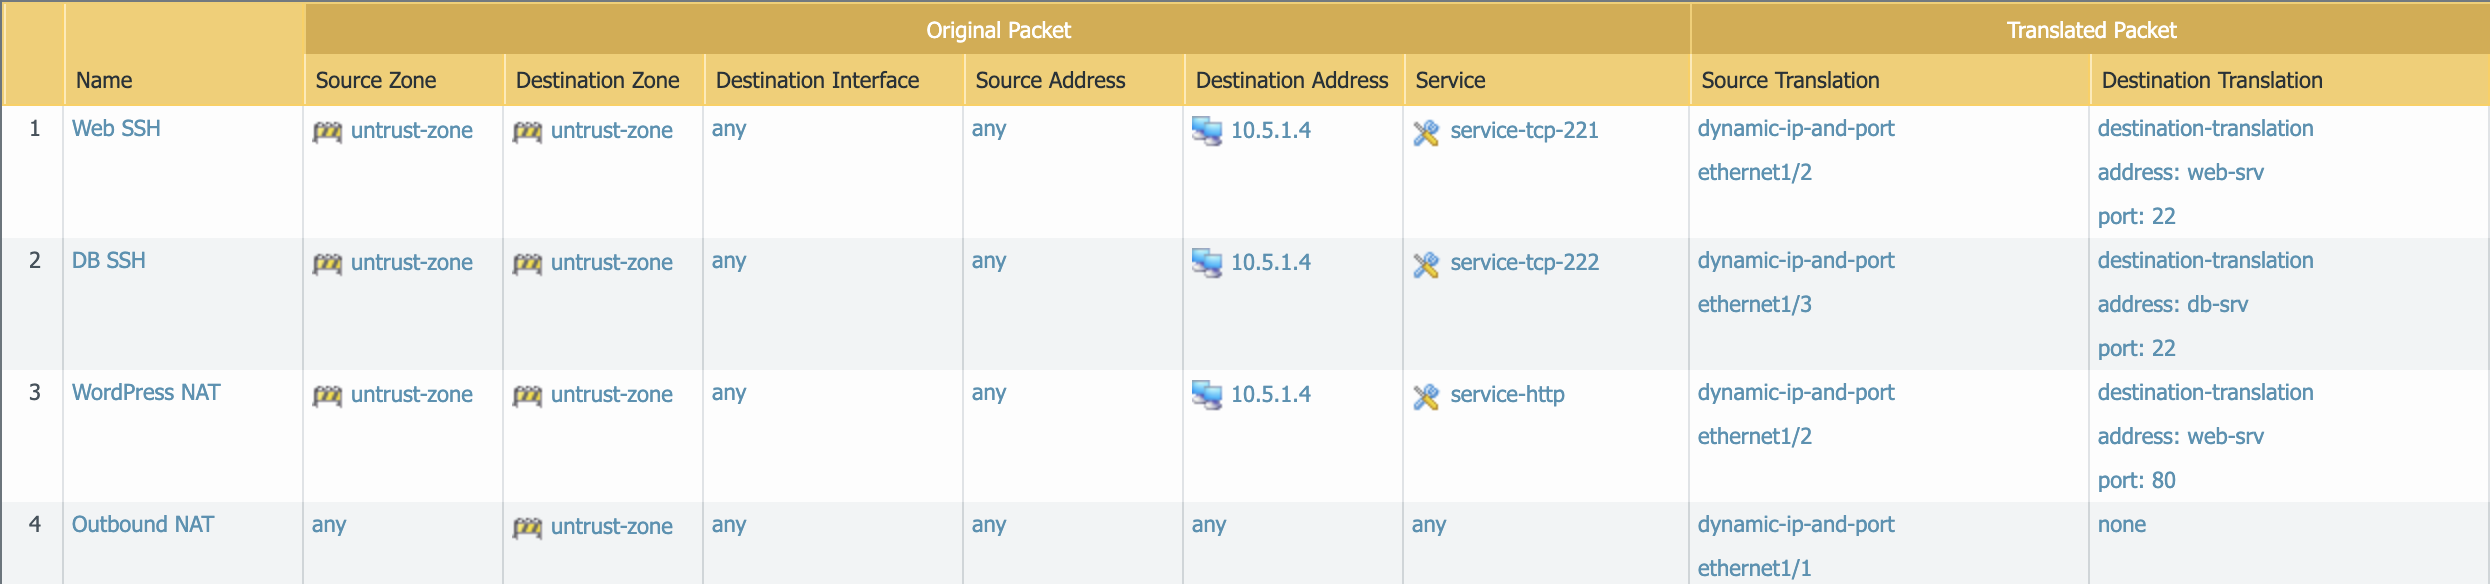 Original Packet Translated Packet
Name Source Zone Destination Zone Destination Interface Source Address Destination Address Service Source Translation Destination Translation
1 Web SSH untrust-zone untrust-zone any any 10.5.1.4 service-tcp-221 dynamic-ip-and-port destination-translation
ethernet1/2 address: web-srv
port: 22
2 DB SSH untrust-zone untrust-zone any any 10.5.1.4 service-tcp-222 dynamic-ip-and-port destination-translation
ethernet1/3 address: db-srv
port: 22
3 WordPress NAT untrust-zone untrust-zone any any 10.5.1.4 service-http dynamic-ip-and-port destination-translation
ethernet1/2 address: web-srv
port: 80
4 Outbound NAT any untrust-zone any any any any dynamic-ip-and-port none
ethernet1/1